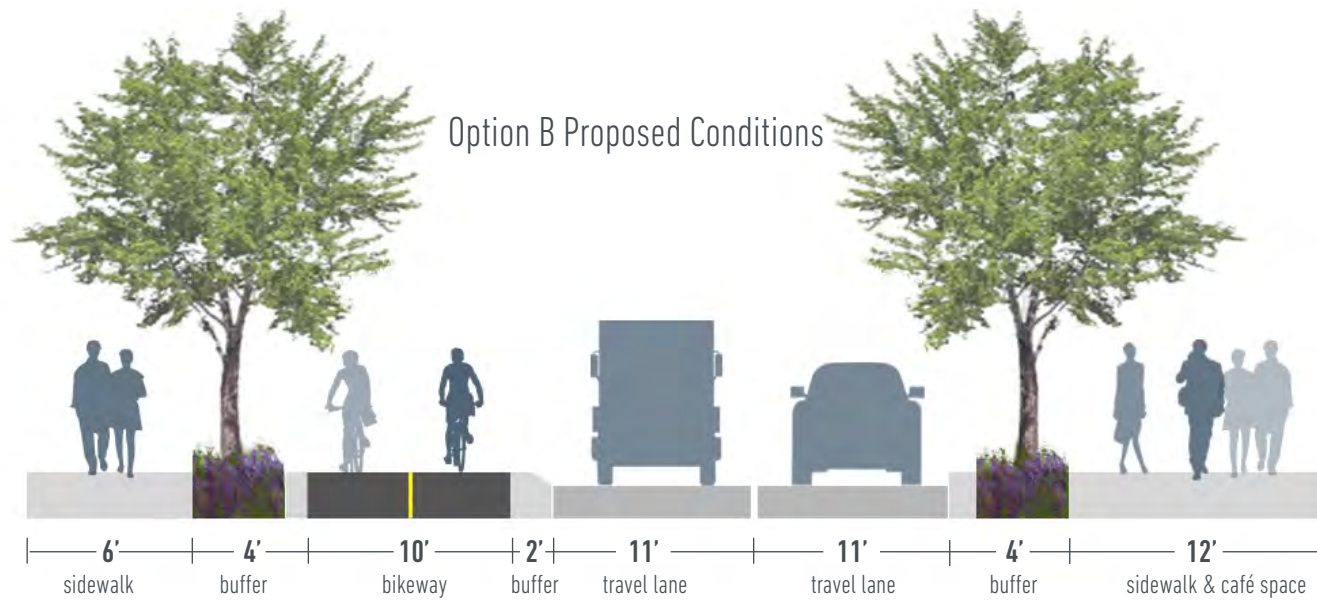 Option B Proposed Conditions
6’ 4’ 10’ 2’ 11’ 11’ 4’ 12’
sidewalk buffer bikeway buffer travel lane travel lane buffer sidewalk & café space